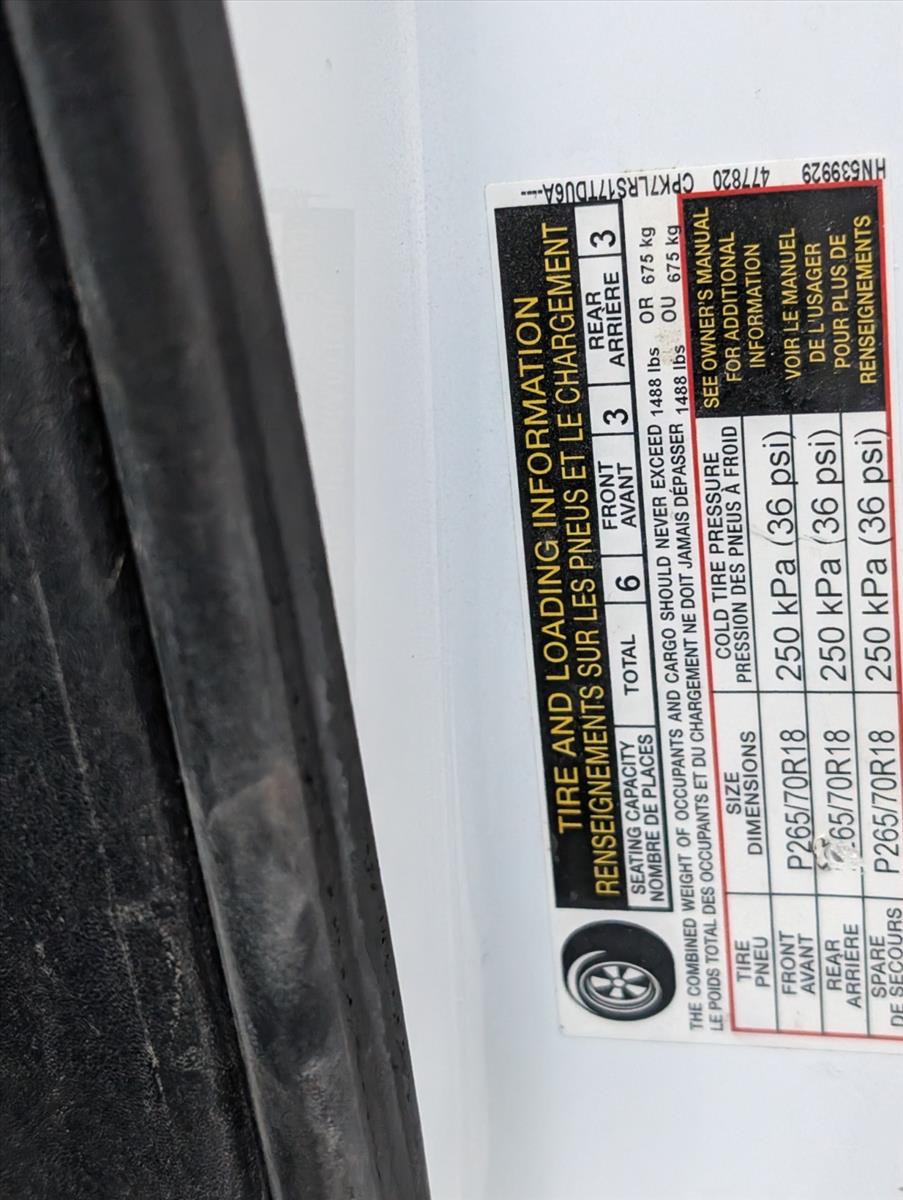 TIRE AND LOADING INFORMATION
RENSEIGNEMENTS SUR LES PNEUS ET LE CHARGEMENT
SEATING CAPACITY
NOMBRE DE PLACES
TOTAL
6
FRONT
AVANT
3
REAR
ARRIÈRE
3
THE COMBINED WEIGHT OF OCCUPANTS AND CARGO SHOULD NEVER EXCEED 1488 lbs OR 675 kg
LE POIDS TOTAL DES OCCUPANTS ET DU CHARGEMENT NE DOIT JAMAIS DÉPASSER 1488 lbs OU 675 kg
TIRE
PNEU
SIZE
DIMENSIONS
COLD TIRE PRESSURE
PRESSION DES PNEUS À FROID
FRONT
AVANT
P265/70R18
250 kPa (36 psi)
REAR
ARRIÈRE
65/70R18
250 kPa (36 psi)
SPARE
DE SECOURS
P265/70R18
250 kPa (36 psi)
SEE OWNER'S MANUAL
FOR ADDITIONAL
INFORMATION
VOIR LE MANUEL
DE L'USAGER
POUR PLUS DE
RENSEIGNEMENTS
HN539929
477820